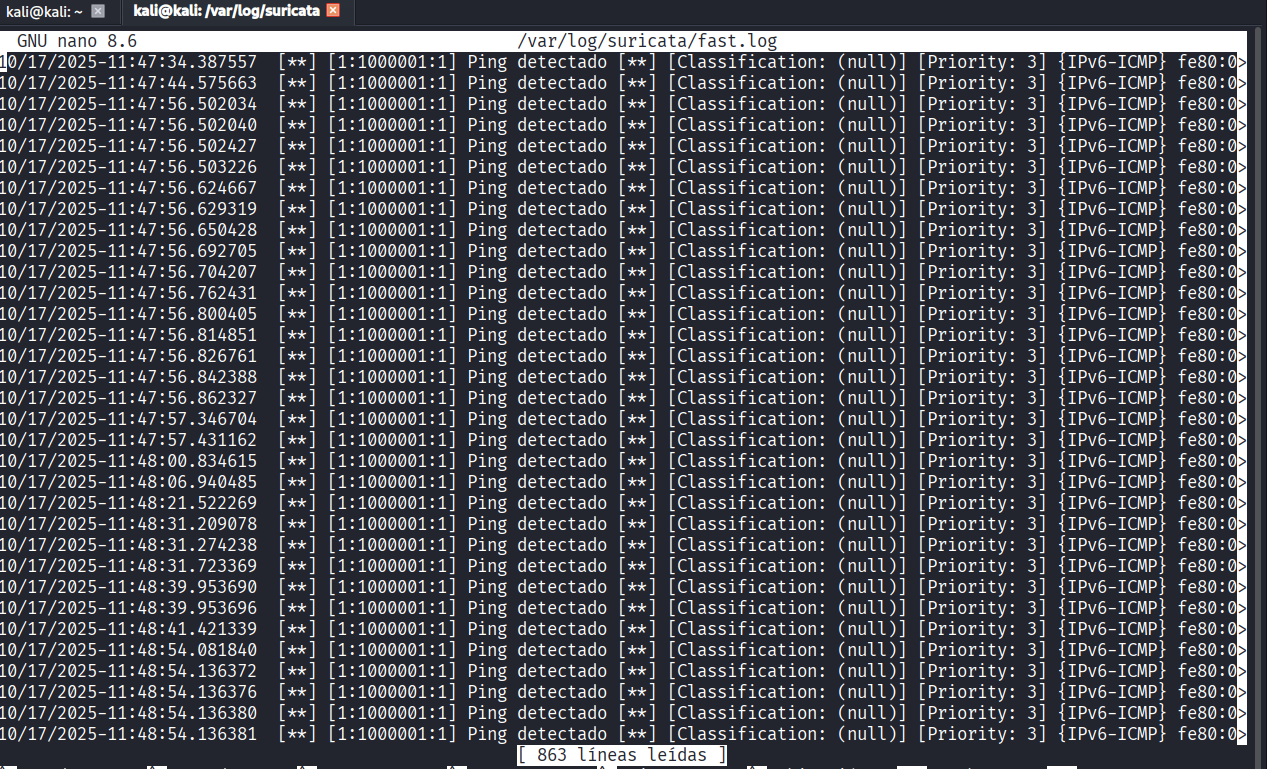 kali@kali: ~
kali@kali: /var/log/suricata
GNU nano 8.6 /var/log/suricata/fast.log
10/17/2025-11:47:34.387557 [**] [1:1000001:1] Ping detectado [**] [Classification: (null)] [Priority: 3] {IPv6-ICMP} fe80:0>
10/17/2025-11:47:44.575663 [**] [1:1000001:1] Ping detectado [**] [Classification: (null)] [Priority: 3] {IPv6-ICMP} fe80:0>
10/17/2025-11:47:56.502034 [**] [1:1000001:1] Ping detectado [**] [Classification: (null)] [Priority: 3] {IPv6-ICMP} fe80:0>
10/17/2025-11:47:56.502040 [**] [1:1000001:1] Ping detectado [**] [Classification: (null)] [Priority: 3] {IPv6-ICMP} fe80:0>
10/17/2025-11:47:56.502427 [**] [1:1000001:1] Ping detectado [**] [Classification: (null)] [Priority: 3] {IPv6-ICMP} fe80:0>
10/17/2025-11:47:56.503226 [**] [1:1000001:1] Ping detectado [**] [Classification: (null)] [Priority: 3] {IPv6-ICMP} fe80:0>
10/17/2025-11:47:56.624667 [**] [1:1000001:1] Ping detectado [**] [Classification: (null)] [Priority: 3] {IPv6-ICMP} fe80:0>
10/17/2025-11:47:56.629319 [**] [1:1000001:1] Ping detectado [**] [Classification: (null)] [Priority: 3] {IPv6-ICMP} fe80:0>
10/17/2025-11:47:56.650428 [**] [1:1000001:1] Ping detectado [**] [Classification: (null)] [Priority: 3] {IPv6-ICMP} fe80:0>
10/17/2025-11:47:56.692705 [**] [1:1000001:1] Ping detectado [**] [Classification: (null)] [Priority: 3] {IPv6-ICMP} fe80:0>
10/17/2025-11:47:56.704207 [**] [1:1000001:1] Ping detectado [**] [Classification: (null)] [Priority: 3] {IPv6-ICMP} fe80:0>
10/17/2025-11:47:56.762431 [**] [1:1000001:1] Ping detectado [**] [Classification: (null)] [Priority: 3] {IPv6-ICMP} fe80:0>
10/17/2025-11:47:56.800405 [**] [1:1000001:1] Ping detectado [**] [Classification: (null)] [Priority: 3] {IPv6-ICMP} fe80:0>
10/17/2025-11:47:56.814851 [**] [1:1000001:1] Ping detectado [**] [Classification: (null)] [Priority: 3] {IPv6-ICMP} fe80:0>
10/17/2025-11:47:56.826761 [**] [1:1000001:1] Ping detectado [**] [Classification: (null)] [Priority: 3] {IPv6-ICMP} fe80:0>
10/17/2025-11:47:56.842388 [**] [1:1000001:1] Ping detectado [**] [Classification: (null)] [Priority: 3] {IPv6-ICMP} fe80:0>
10/17/2025-11:47:56.862327 [**] [1:1000001:1] Ping detectado [**] [Classification: (null)] [Priority: 3] {IPv6-ICMP} fe80:0>
10/17/2025-11:47:57.346704 [**] [1:1000001:1] Ping detectado [**] [Classification: (null)] [Priority: 3] {IPv6-ICMP} fe80:0>
10/17/2025-11:47:57.431162 [**] [1:1000001:1] Ping detectado [**] [Classification: (null)] [Priority: 3] {IPv6-ICMP} fe80:0>
10/17/2025-11:48:00.834615 [**] [1:1000001:1] Ping detectado [**] [Classification: (null)] [Priority: 3] {IPv6-ICMP} fe80:0>
10/17/2025-11:48:06.940485 [**] [1:1000001:1] Ping detectado [**] [Classification: (null)] [Priority: 3] {IPv6-ICMP} fe80:0>
10/17/2025-11:48:21.522269 [**] [1:1000001:1] Ping detectado [**] [Classification: (null)] [Priority: 3] {IPv6-ICMP} fe80:0>
10/17/2025-11:48:31.209078 [**] [1:1000001:1] Ping detectado [**] [Classification: (null)] [Priority: 3] {IPv6-ICMP} fe80:0>
10/17/2025-11:48:31.274238 [**] [1:1000001:1] Ping detectado [**] [Classification: (null)] [Priority: 3] {IPv6-ICMP} fe80:0>
10/17/2025-11:48:31.723369 [**] [1:1000001:1] Ping detectado [**] [Classification: (null)] [Priority: 3] {IPv6-ICMP} fe80:0>
10/17/2025-11:48:39.953690 [**] [1:1000001:1] Ping detectado [**] [Classification: (null)] [Priority: 3] {IPv6-ICMP} fe80:0>
10/17/2025-11:48:39.953696 [**] [1:1000001:1] Ping detectado [**] [Classification: (null)] [Priority: 3] {IPv6-ICMP} fe80:0>
10/17/2025-11:48:41.421339 [**] [1:1000001:1] Ping detectado [**] [Classification: (null)] [Priority: 3] {IPv6-ICMP} fe80:0>
10/17/2025-11:48:54.081840 [**] [1:1000001:1] Ping detectado [**] [Classification: (null)] [Priority: 3] {IPv6-ICMP} fe80:0>
10/17/2025-11:48:54.136372 [**] [1:1000001:1] Ping detectado [**] [Classification: (null)] [Priority: 3] {IPv6-ICMP} fe80:0>
10/17/2025-11:48:54.136376 [**] [1:1000001:1] Ping detectado [**] [Classification: (null)] [Priority: 3] {IPv6-ICMP} fe80:0>
10/17/2025-11:48:54.136380 [**] [1:1000001:1] Ping detectado [**] [Classification: (null)] [Priority: 3] {IPv6-ICMP} fe80:0>
10/17/2025-11:48:54.136381 [**] [1:1000001:1] Ping detectado [**] [Classification: (null)] [Priority: 3] {IPv6-ICMP} fe80:0>
[ 863 líneas leídas ]